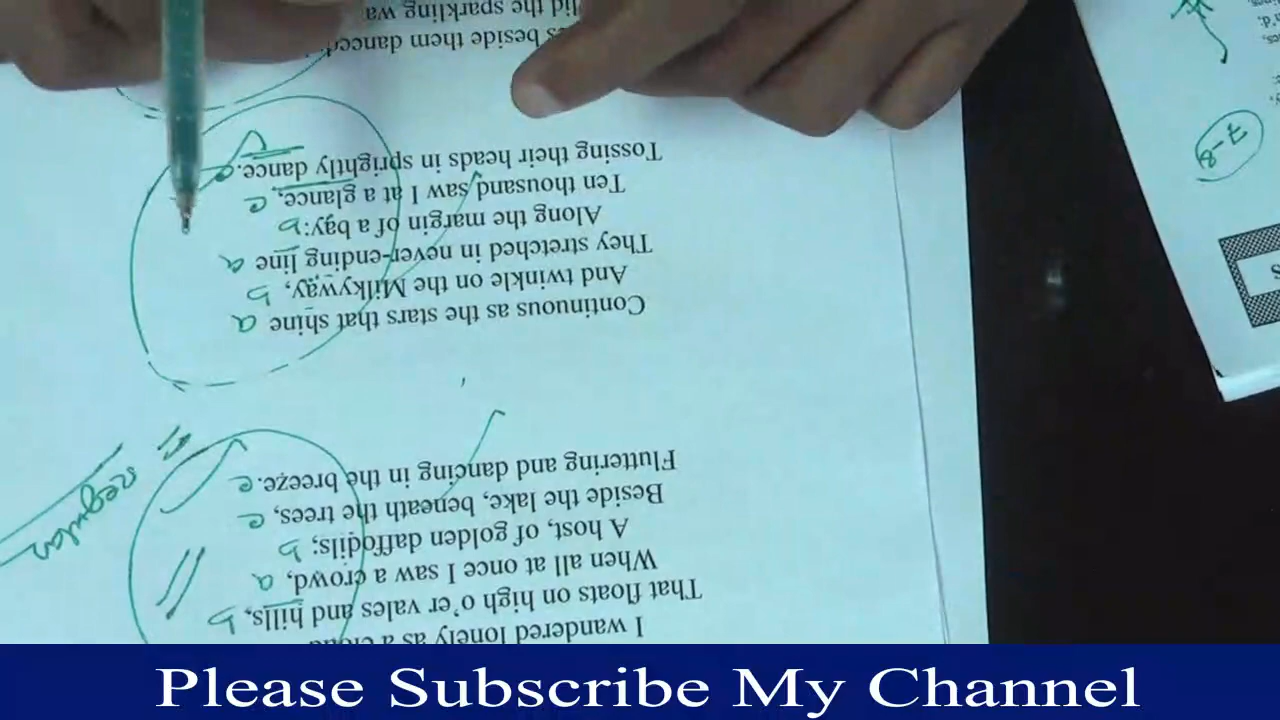 I wandered lonely as a cloud
That floats on high o'er vales and hills, b
When all at once I saw a crowd, a
A host, of golden daffodils; b
Beside the lake, beneath the trees, c
Fluttering and dancing in the breeze. c
Continuous as the stars that shine a
And twinkle on the Milkyway, b
They stretched in never-ending line a
Along the margin of a bay: b
Ten thousand saw I at a glance, c
Tossing their heads in sprightly dance. c
beside them danced
the sparkling wa
regular
7-8
Please Subscribe My Channel